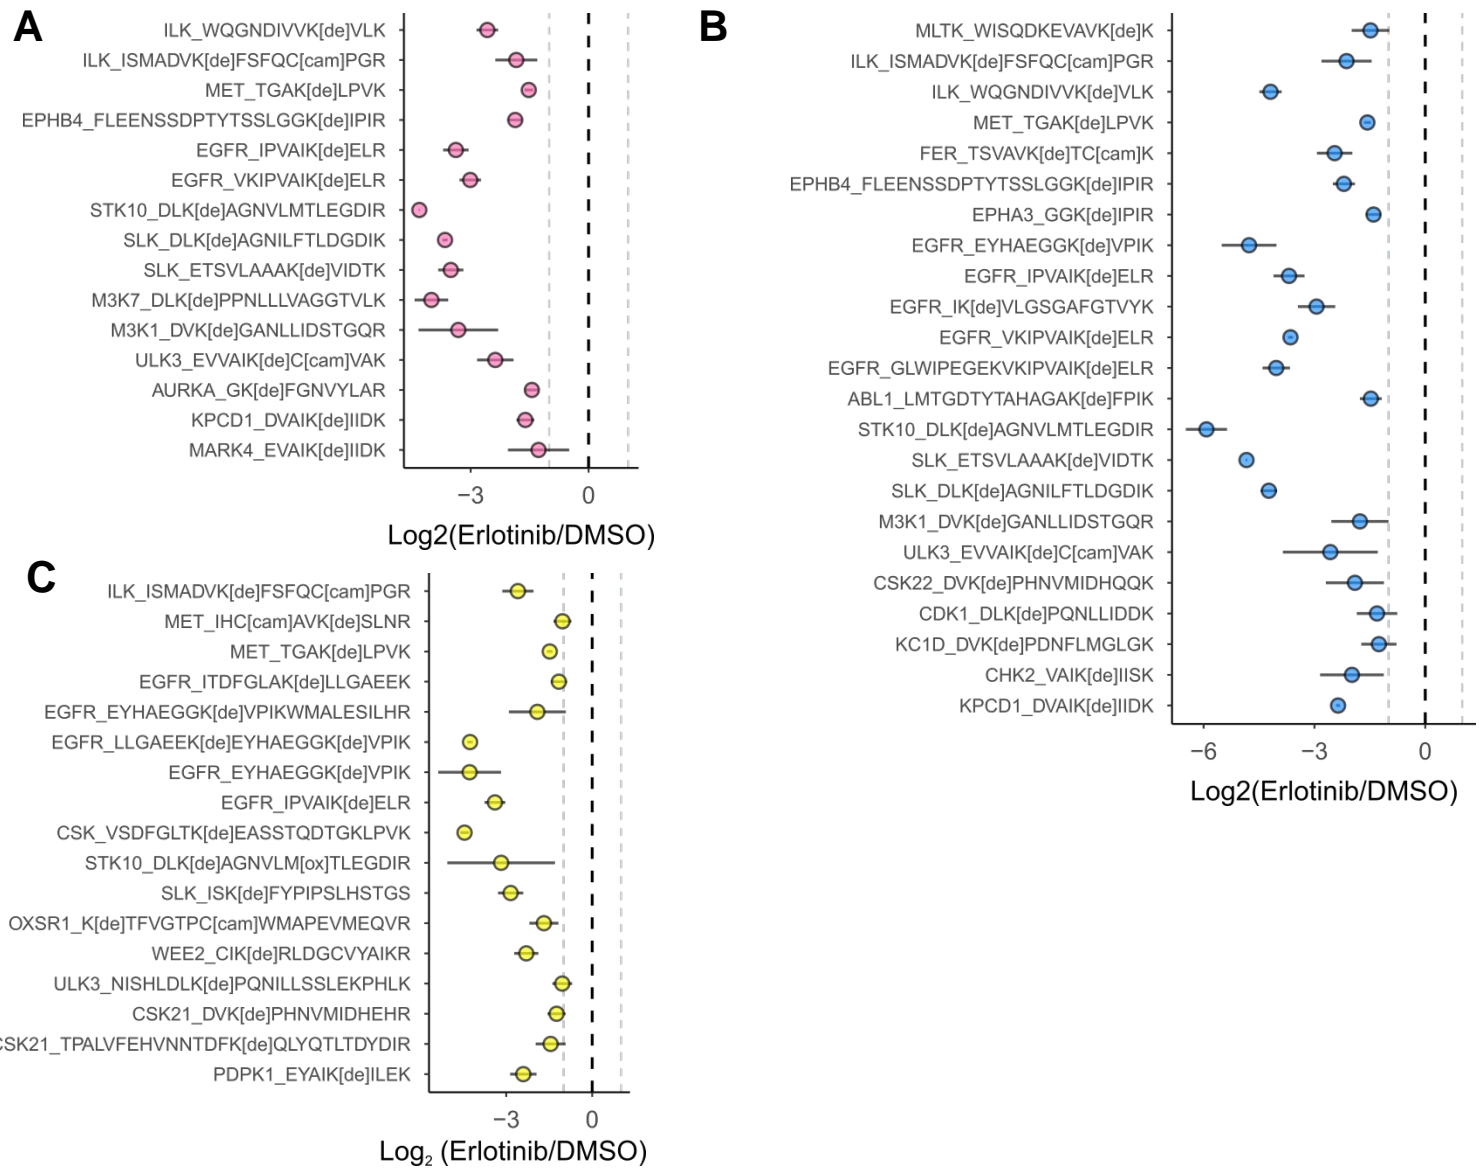 A
ILK_WQGNDIVVK[de]VLK
ILK_ISMADVK[de]FSFQC[cam]PGR
MET_TGAK[de]LPVK
EPHB4_FLEENSSDPTYTSSLGGK[de]IPIR
EGFR_IPVAIK[de]ELR
EGFR_VKIPVAIK[de]ELR
STK10_DLK[de]AGNVLMTLEGDIR
SLK_DLK[de]AGNILFTLDGDIK
SLK_ETSVLAAAK[de]VIDTK
M3K7_DLK[de]PPNLLLVAGGTVLK
M3K1_DVK[de]GANLLIDSTGQR
ULK3_EVVAIK[de]C[cam]VAK
AURKA_GK[de]FGNVYLAR
KPCD1_DVAIK[de]IIDK
MARK4_EVAIK[de]IIDK
−3 0
Log2(Erlotinib/DMSO)
B
MLTK_WISQDKEVAVK[de]K
ILK_ISMADVK[de]FSFQC[cam]PGR
ILK_WQGNDIVVK[de]VLK
MET_TGAK[de]LPVK
FER_TSVAVK[de]TC[cam]K
EPHB4_FLEENSSDPTYTSSLGGK[de]IPIR
EPHA3_GGK[de]IPIR
EGFR_EYHAEGGK[de]VPIK
EGFR_IPVAIK[de]ELR
EGFR_IK[de]VLGSGAFGTVYK
EGFR_VKIPVAIK[de]ELR
EGFR_GLWIPEGEKVKIPVAIK[de]ELR
ABL1_LMTGDTYTAHAGAK[de]FPIK
STK10_DLK[de]AGNVLMTLEGDIR
SLK_ETSVLAAAK[de]VIDTK
SLK_DLK[de]AGNILFTLDGDIK
M3K1_DVK[de]GANLLIDSTGQR
ULK3_EVVAIK[de]C[cam]VAK
CSK22_DVK[de]PHNVMIDHQQK
CDK1_DLK[de]PQNLLIDDK
KC1D_DVK[de]PDNFLMGLGK
CHK2_VAIK[de]IISK
KPCD1_DVAIK[de]IIDK
−6 −3 0
Log2(Erlotinib/DMSO)
C
ILK_ISMADVK[de]FSFQC[cam]PGR
MET_IHC[cam]AVK[de]SLNR
MET_TGAK[de]LPVK
EGFR_ITDFGLAK[de]LLGAEEK
EGFR_EYHAEGGK[de]VPIKWMALESILHR
EGFR_LLGAEEK[de]EYHAEGGK[de]VPIK
EGFR_EYHAEGGK[de]VPIK
EGFR_IPVAIK[de]ELR
CSK_VSDFGLTK[de]EASSTQDTGKLPVK
STK10_DLK[de]AGNVLM[ox]TLEGDIR
SLK_ISK[de]FYPIPSLHSTGS
OXSR1_K[de]TFVGTPC[cam]WMAPEVMEQVR
WEE2_CIK[de]RLDGCVYAIKR
ULK3_NISHLDLK[de]PQNILLSSLEKPHLK
CSK21_DVK[de]PHNVMIDHEHR
CSK21_TPALVFEHVNNTDFK[de]QLYQTLTDYDIR
PDPK1_EYAIK[de]ILEK
−3 0
Log₂ (Erlotinib/DMSO)